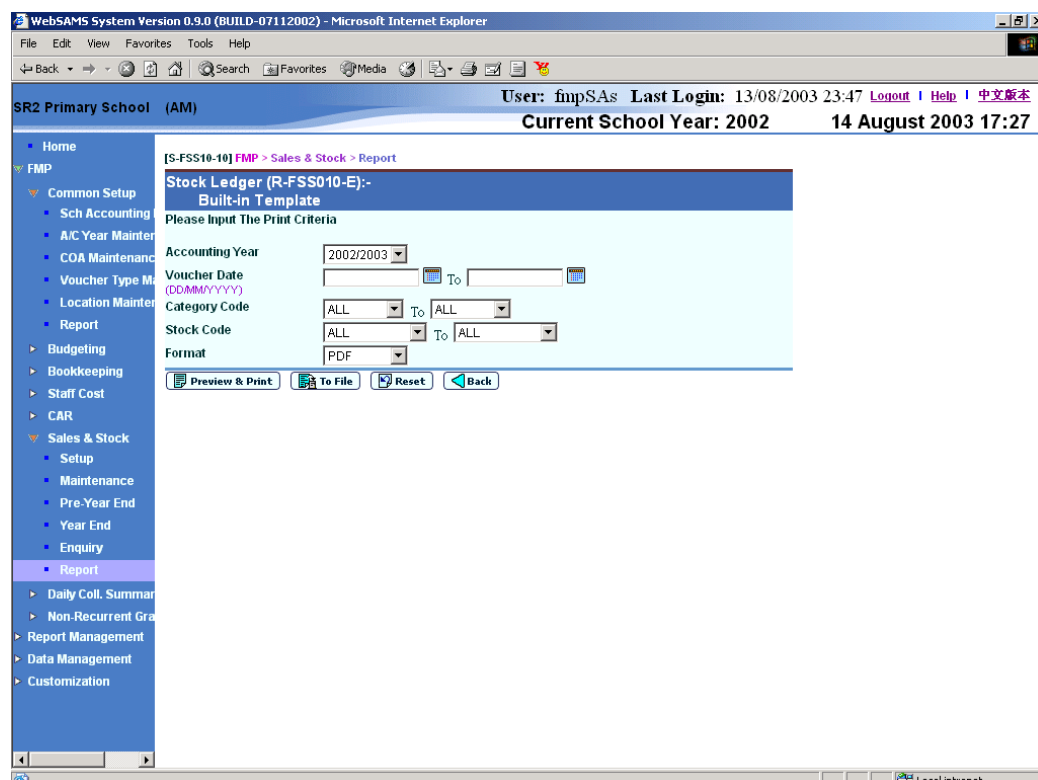 WebSAMS System Version 0.9.0 (BUILD-07112002) - Microsoft Internet Explorer
File Edit View Favorites Tools Help
Back Search Favorites Media
SR2 Primary School (AM)
User: fmpSAs Last Login: 13/08/2003 23:47 Logout | Help | 中文版本
Current School Year: 2002 14 August 2003 17:27
Home
FMP
Common Setup
Sch Accounting
A/C Year Mainter
COA Maintenanc
Voucher Type Ma
Location Mainter
Report
Budgeting
Bookkeeping
Staff Cost
CAR
Sales & Stock
Setup
Maintenance
Pre-Year End
Year End
Enquiry
Report
Daily Coll. Summar
Non-Recurrent Gra
Report Management
Data Management
Customization
[S-FSS10-10] FMP > Sales & Stock > Report
Stock Ledger (R-FSS010-E):-
Built-in Template
Please Input The Print Criteria
Accounting Year 2002/2003
Voucher Date To
(DD/MM/YYYY)
Category Code ALL To ALL
Stock Code ALL To ALL
Format PDF
Preview & Print To File Reset Back